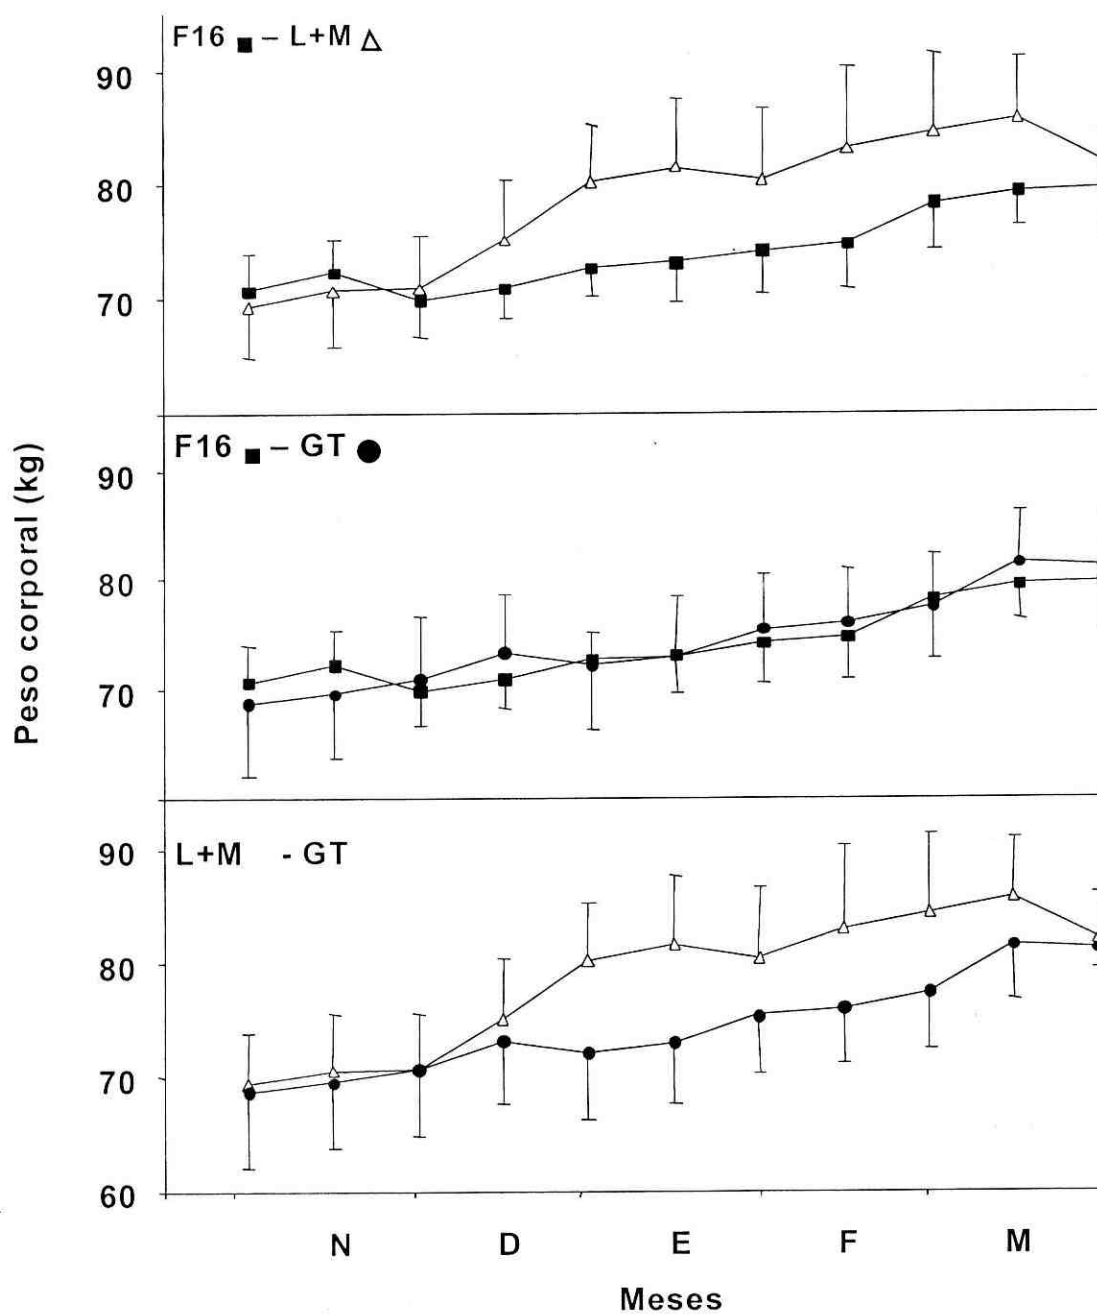 F16 ■ – L+M △
90
80
70
F16 ■ – GT ●
90
80
70
Peso corporal (kg)
L+M - GT
90
80
70
60
N D E F M
Meses